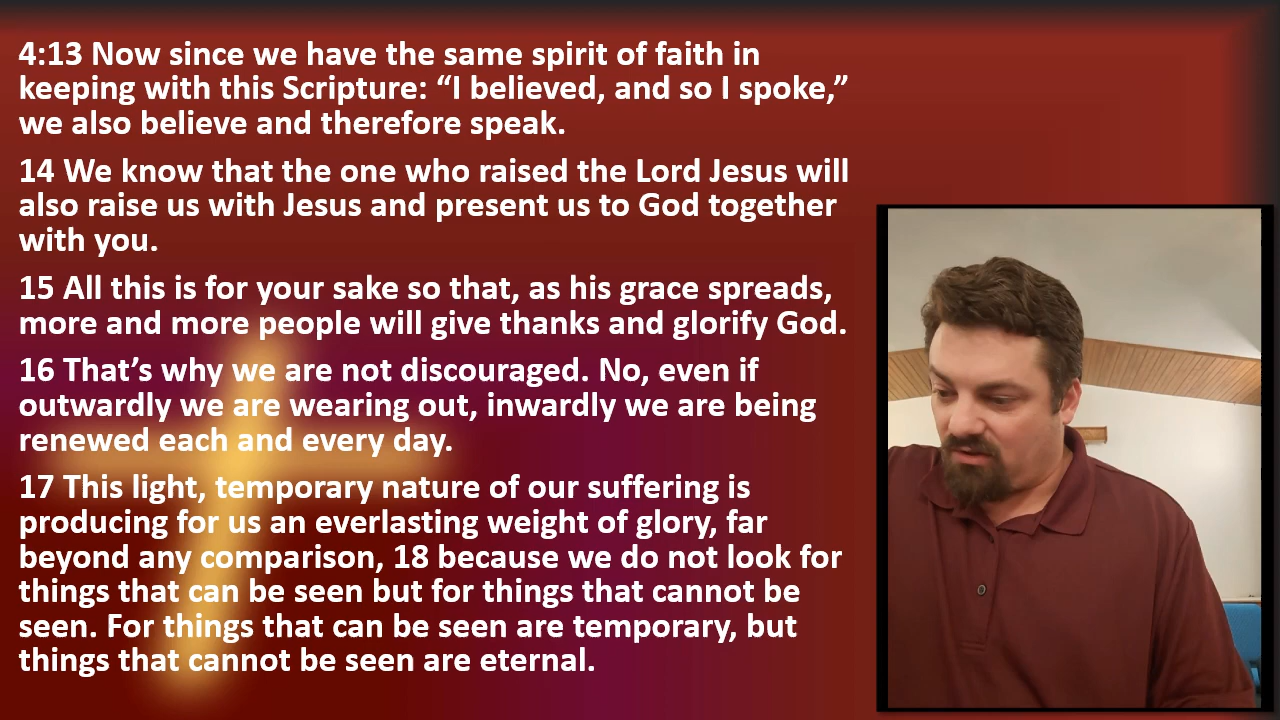 4:13 Now since we have the same spirit of faith in
keeping with this Scripture: “I believed, and so I spoke,”
we also believe and therefore speak.
14 We know that the one who raised the Lord Jesus will
also raise us with Jesus and present us to God together
with you.
15 All this is for your sake so that, as his grace spreads,
more and more people will give thanks and glorify God.
16 That’s why we are not discouraged. No, even if
outwardly we are wearing out, inwardly we are being
renewed each and every day.
17 This light, temporary nature of our suffering is
producing for us an everlasting weight of glory, far
beyond any comparison, 18 because we do not look for
things that can be seen but for things that cannot be
seen. For things that can be seen are temporary, but
things that cannot be seen are eternal.